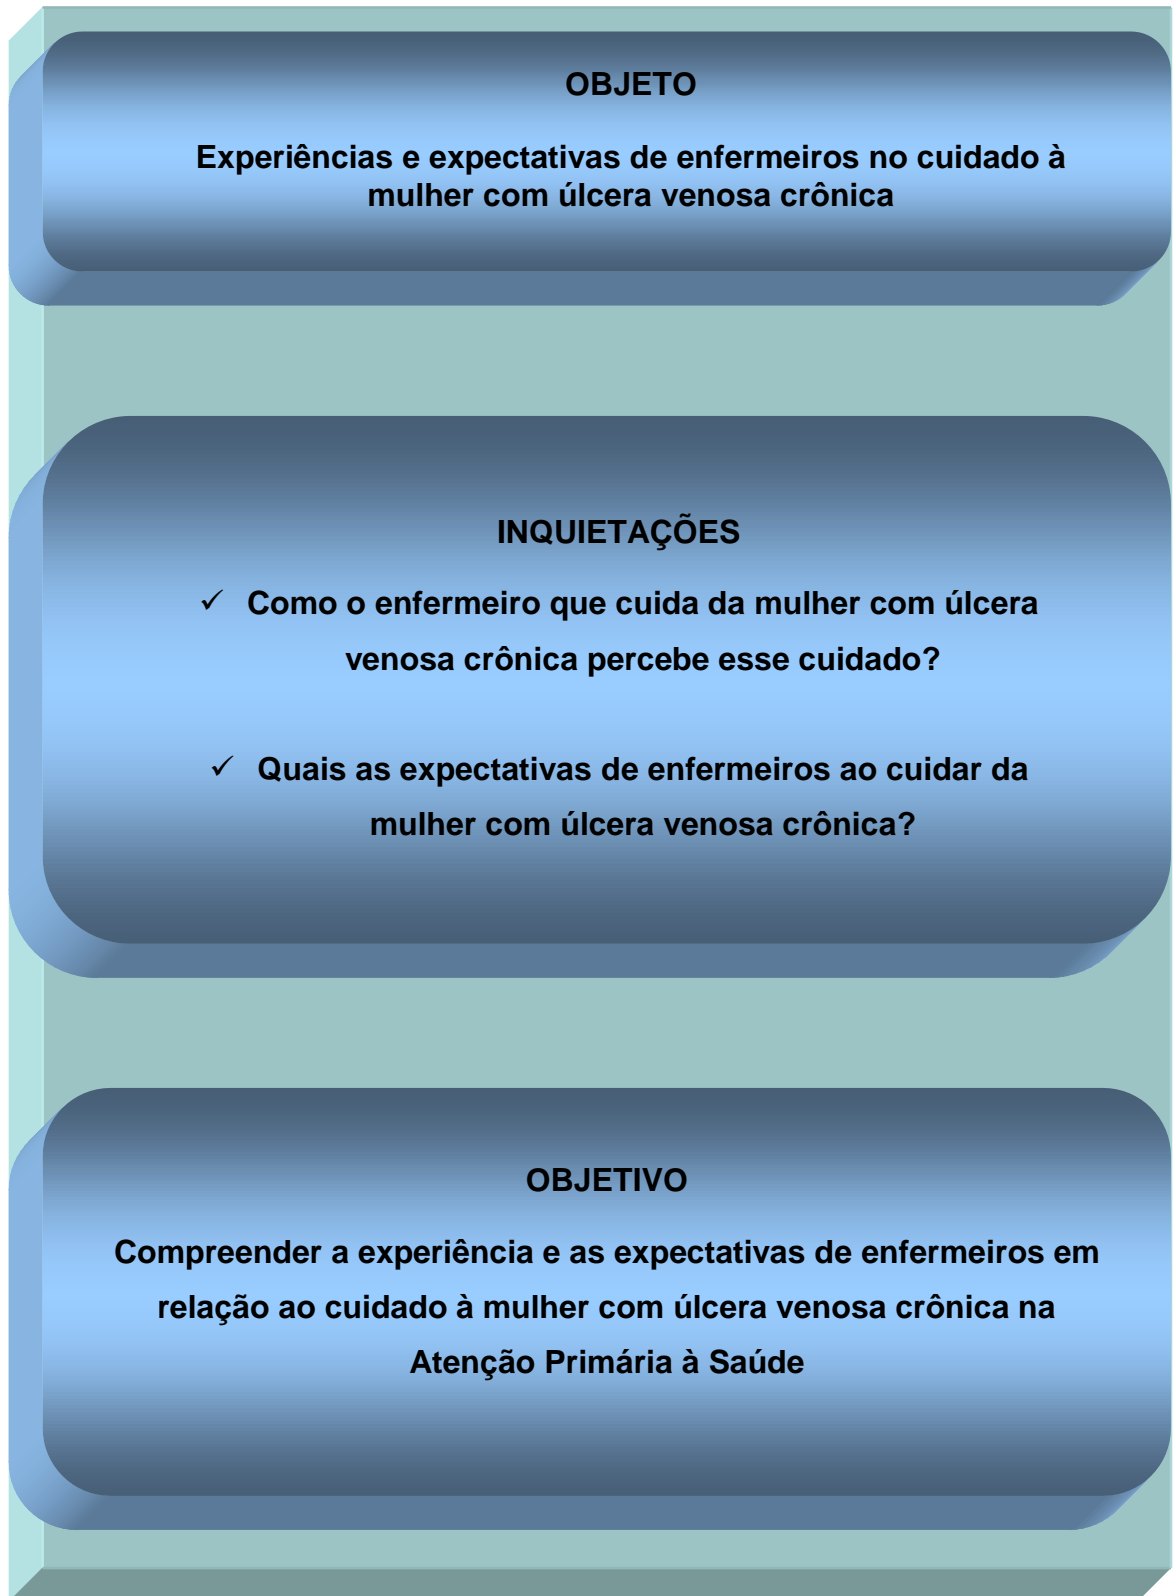 OBJETO
Experiências e expectativas de enfermeiros no cuidado à
mulher com úlcera venosa crônica
INQUIETAÇÕES
✓ Como o enfermeiro que cuida da mulher com úlcera
venosa crônica percebe esse cuidado?
✓ Quais as expectativas de enfermeiros ao cuidar da
mulher com úlcera venosa crônica?
OBJETIVO
Compreender a experiência e as expectativas de enfermeiros em
relação ao cuidado à mulher com úlcera venosa crônica na
Atenção Primária à Saúde